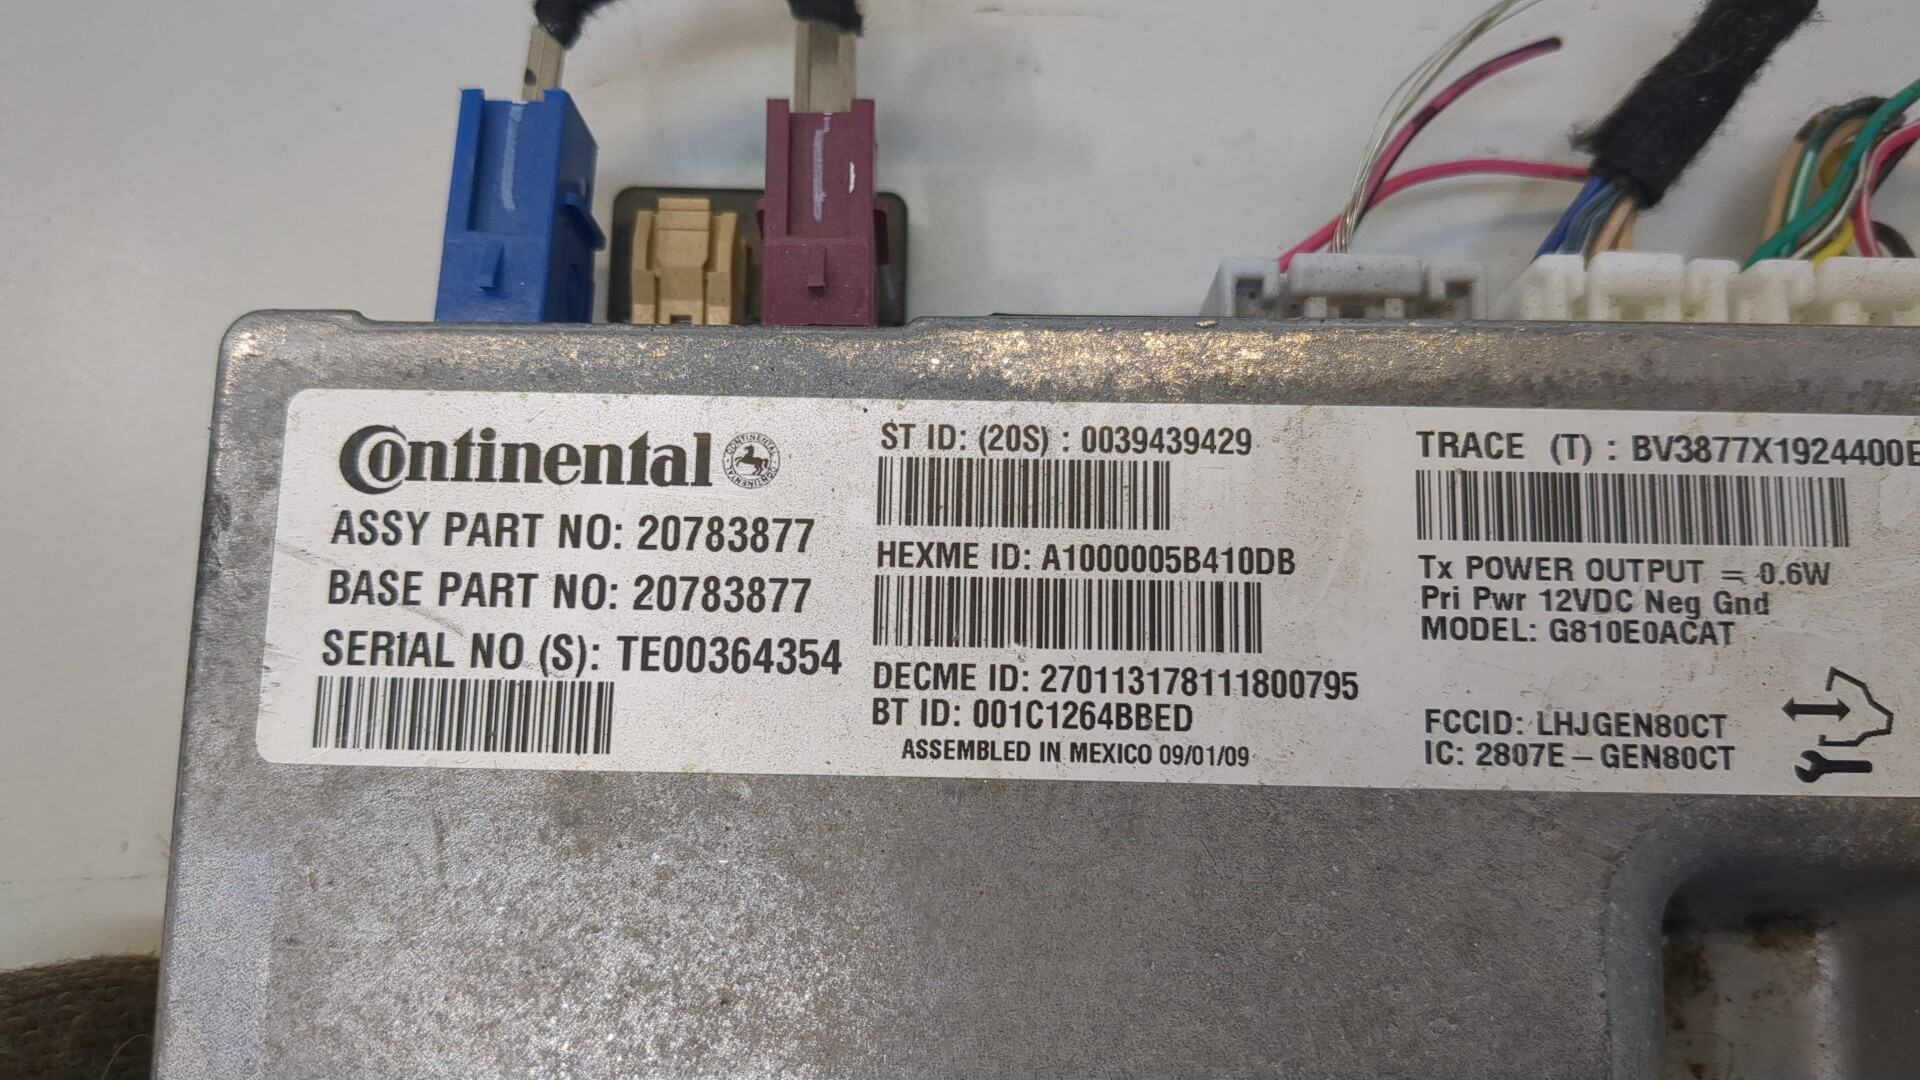 Continental
ASSY PART NO: 20783877
BASE PART NO: 20783877
SERIAL NO (S): TE00364354
ST ID: (20S) : 0039439429
HEXME ID: A1000005B410DB
DECME ID: 270113178111800795
BT ID: 001C1264BBED
ASSEMBLED IN MEXICO 09/01/09
TRACE (T) : BV3877X1924400E
Tx POWER OUTPUT = 0.6W
Pri Pwr 12VDC Neg Gnd
MODEL: G810E0ACAT
FCCID: LHJGEN80CT
IC: 2807E-GEN80CT